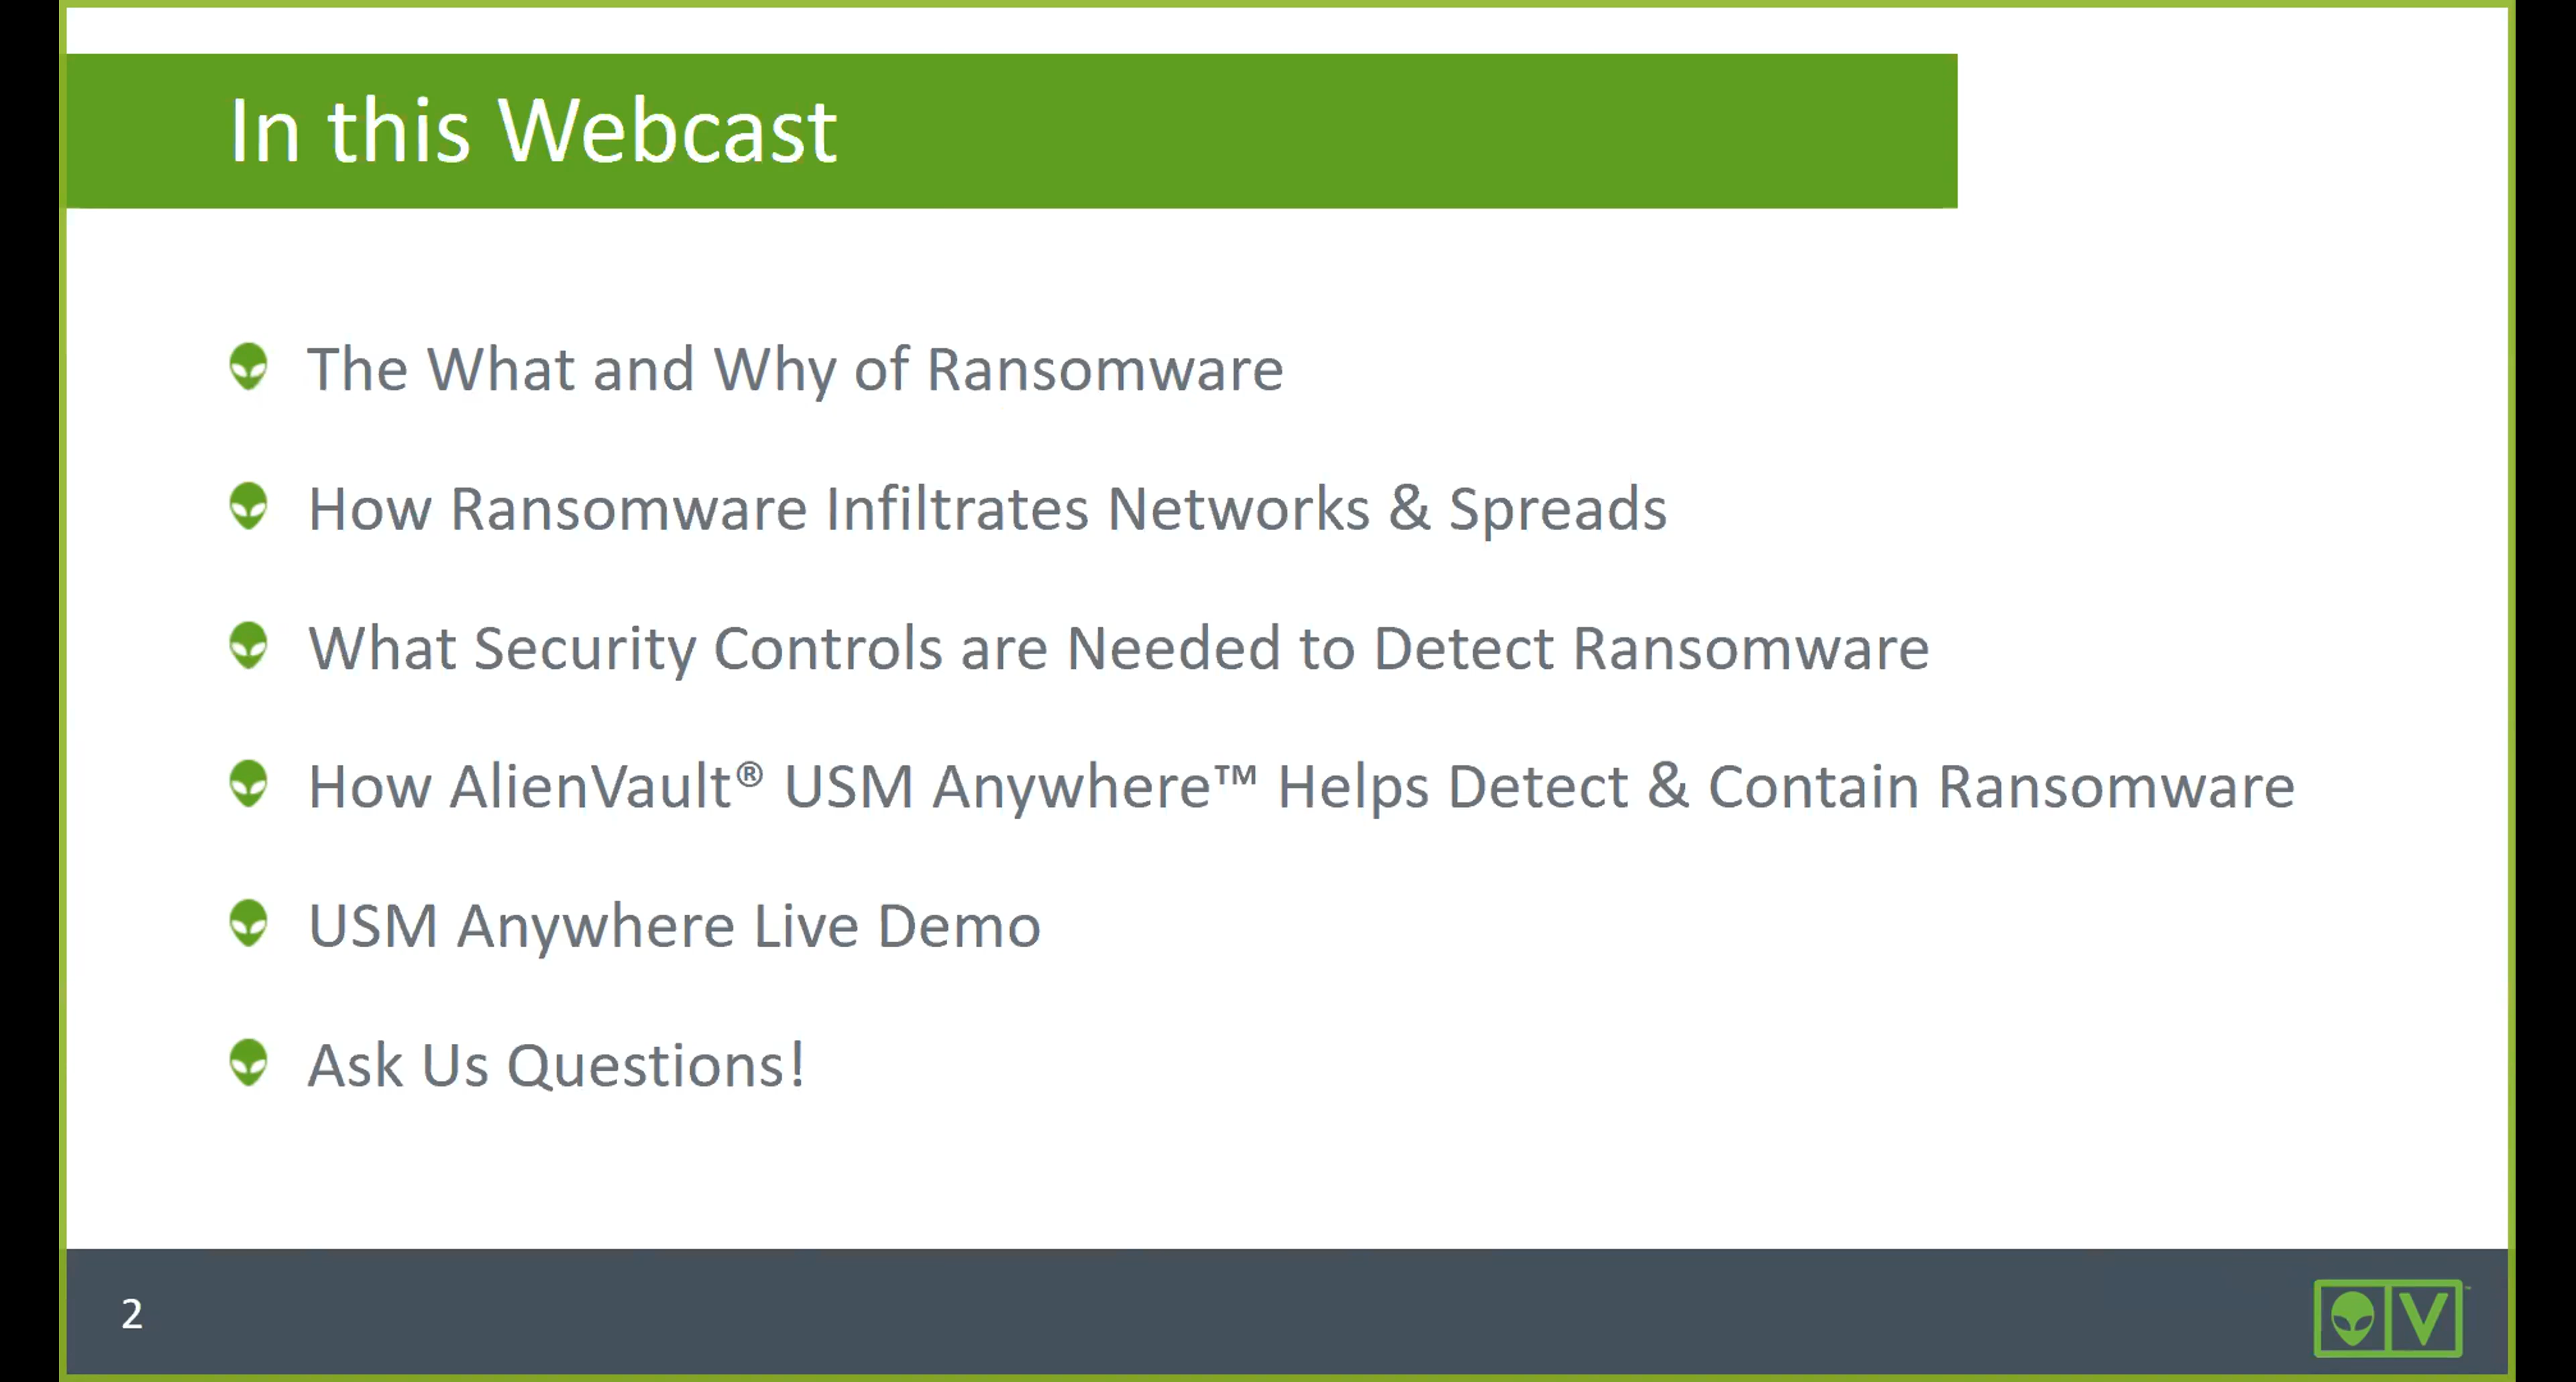 In this Webcast
The What and Why of Ransomware
How Ransomware Infiltrates Networks & Spreads
What Security Controls are Needed to Detect Ransomware
How AlienVault® USM Anywhere™ Helps Detect & Contain Ransomware
USM Anywhere Live Demo
Ask Us Questions!
2
V™